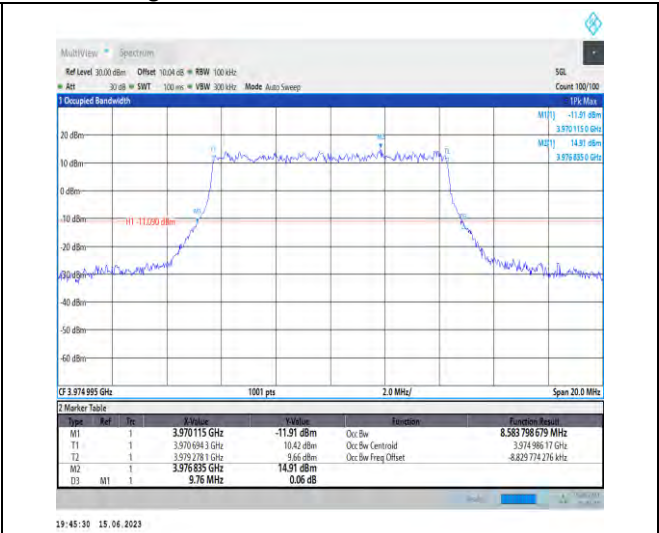 MultiView Spectrum
Ref Level 30.00 dBm Offset 10.04 dB RBW 100 kHz SGL
Att 30 dB SWT 100 ms VBW 300 kHz Mode Auto Sweep Count 100/100
1 Occupied Bandwidth 1Pk Max
M1[1] -11.91 dBm
3.970 115 0 GHz
M2[1] 14.91 dBm
3.976 835 0 GHz
20 dBm
10 dBm
0 dBm
-10 dBm
H1 -11.090 dBm
-20 dBm
-30 dBm
-40 dBm
-50 dBm
-60 dBm
CF 3.974 995 GHz 1001 pts 2.0 MHz/ Span 20.0 MHz
2 Marker Table
Type Ref Trc X-Value Y-Value Function Function Result
M1 1 3.970 115 GHz -11.91 dBm Occ Bw 8.583 798 679 MHz
T1 1 3.970 694 3 GHz 10.42 dBm Occ Bw Centroid 3.974 986 17 GHz
T2 1 3.979 278 1 GHz 9.66 dBm Occ Bw Freq Offset -8.829 774 276 kHz
M2 1 3.976 835 GHz 14.91 dBm
D3 M1 1 9.76 MHz 0.06 dB
19:45:30 15.06.2023